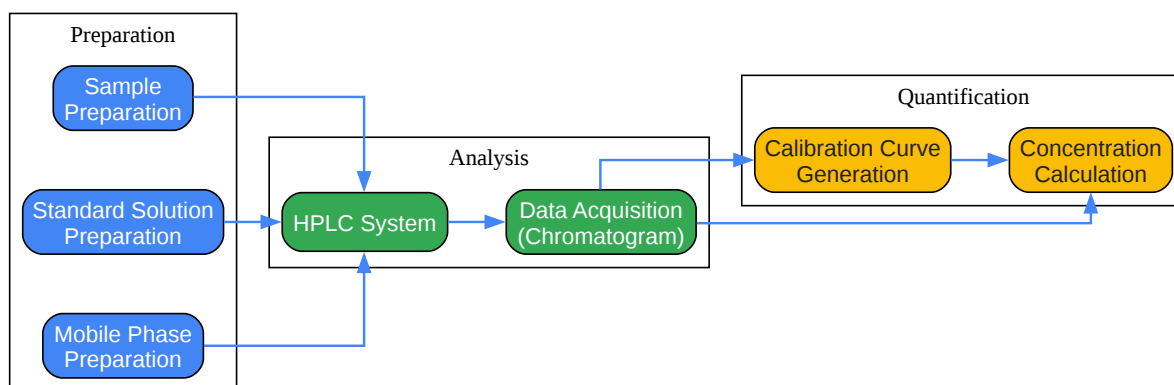 Preparation
Sample
Preparation
Standard Solution
Preparation
Mobile Phase
Preparation
Analysis
HPLC System
Data Acquisition
(Chromatogram)
Quantification
Calibration Curve
Generation
Concentration
Calculation